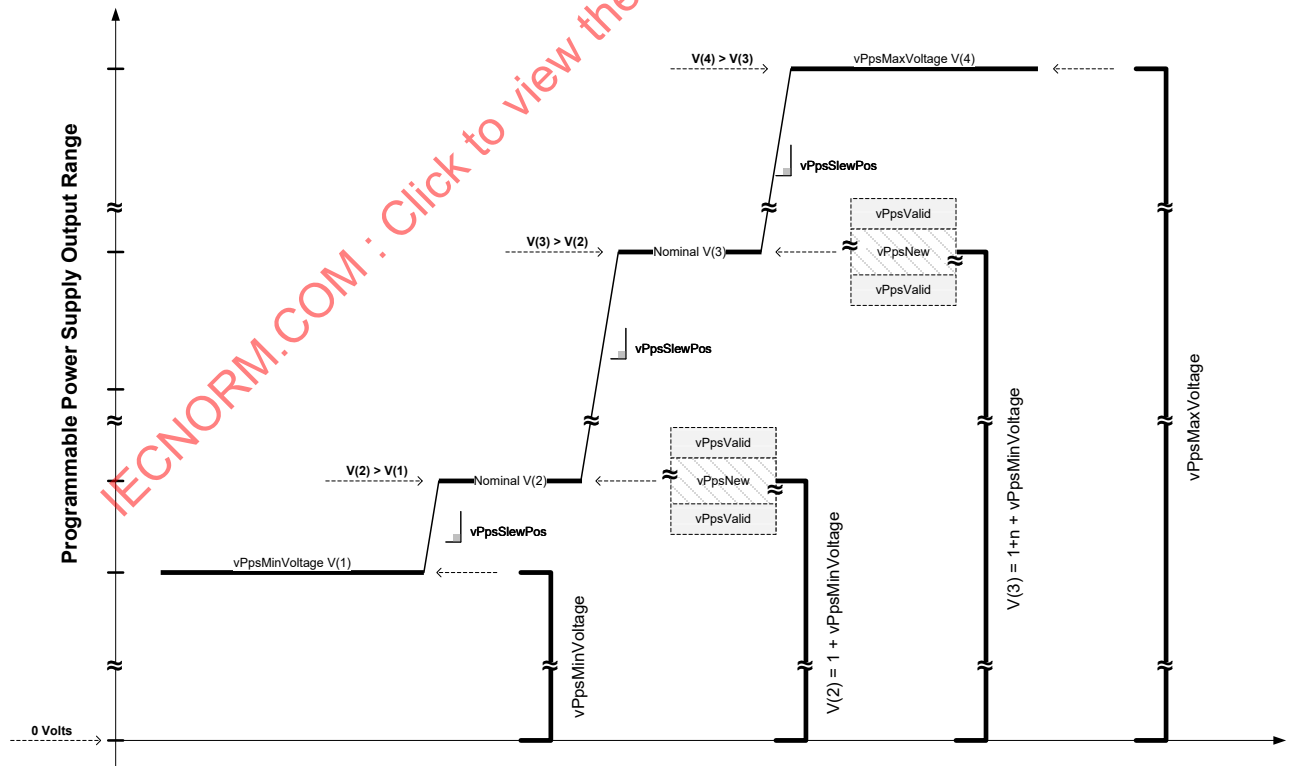 IECNORM.COM : Click to view the
Programmable Power Supply Output Range
V(4) > V(3)
vPpsMaxVoltage V(4)
vPpsSlewPos
vPpsValid
V(3) > V(2)
Nominal V(3)
vPpsNew
vPpsValid
vPpsSlewPos
vPpsMaxVoltage
vPpsValid
V(2) > V(1)
Nominal V(2)
vPpsNew
vPpsValid
vPpsSlewPos
V(3) = 1+n + vPpsMinVoltage
vPpsMinVoltage V(1)
vPpsMinVoltage
V(2) = 1 + vPpsMinVoltage
0 Volts